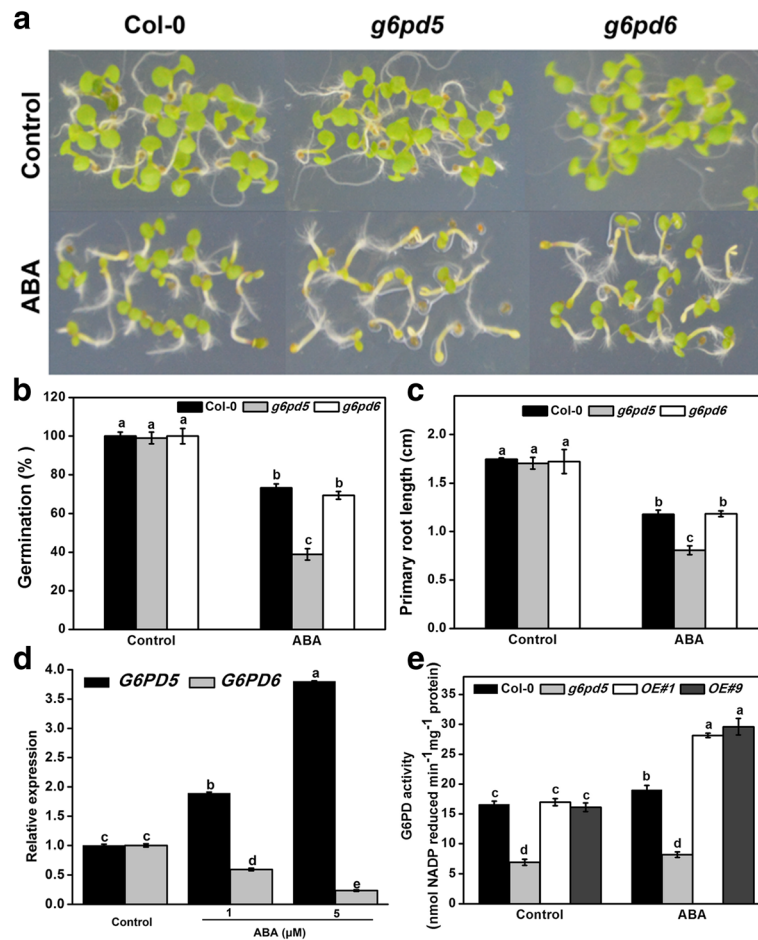 a
Col-0 g6pd5 g6pd6
Control
ABA
b
120
100
80
60
40
20
0
Germination (% )
Col-0 g6pd5 g6pd6
a a a
b c b
Control ABA
c
2.0
1.5
1.0
0.5
0.0
Primary root length (cm)
Col-0 g6pd5 g6pd6
a a a
b c b
Control ABA
d
4.0
3.5
3.0
2.5
2.0
1.5
1.0
0.5
0.0
Relative expression
G6PD5 G6PD6
c c b d a e
Control 1 5
ABA (µM)
e
35
30
25
20
15
10
5
0
G6PD activity
(nmol NADP reduced min⁻¹mg⁻¹ protein)
Col-0 g6pd5 OE#1 OE#9
c d c c
b d a a
Control ABA